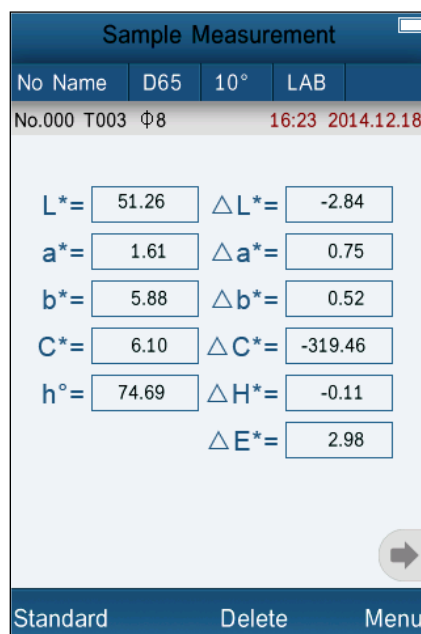 Sample Measurement
No Name D65 10° LAB
No.000 T003 Φ8 16:23 2014.12.18
L*= 51.26 △L*= -2.84
a*= 1.61 △a*= 0.75
b*= 5.88 △b*= 0.52
C*= 6.10 △C*= -319.46
h°= 74.69 △H*= -0.11
△E*= 2.98
Standard Delete Menu